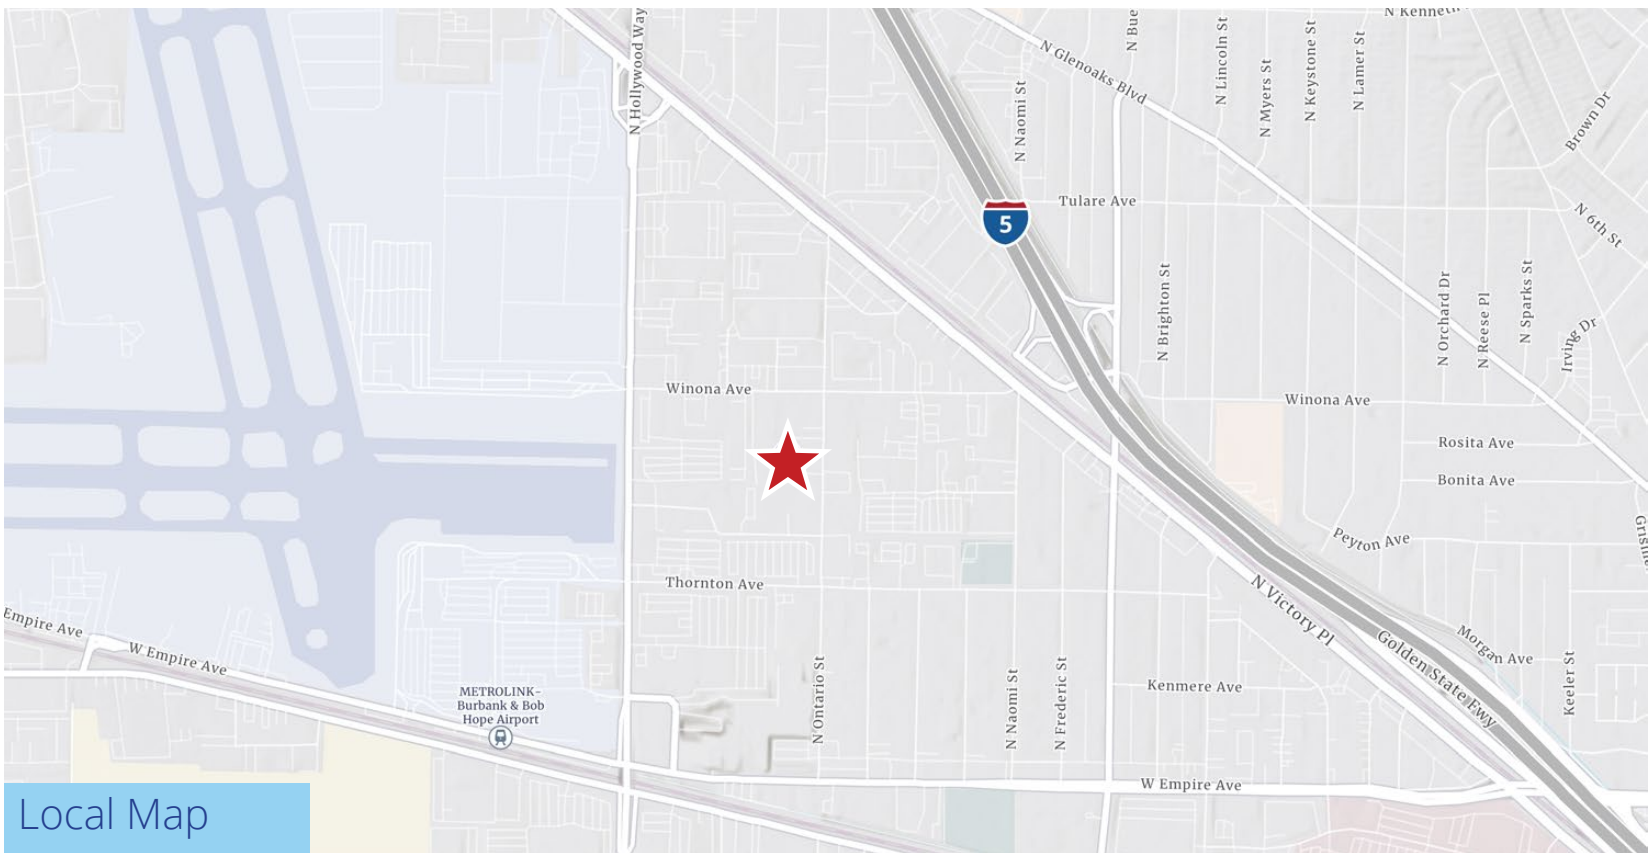 N Hollywood Way
N Bue
N Kennet
N Lincoln St
N Keystone St
N Lamer St
N Glenoaks Blvd
N Naomi St
N Myers St
Brown Dr
Tulare Ave
5
N 6th St
N Brighton St
N Orchard Dr
N Reese Pl
N Sparks St
Irving Dr
Winona Ave
Winona Ave
Rosita Ave
Bonita Ave
Peyton Ave
Thornton Ave
N Victory Pl
Empire Ave
W Empire Ave
Golden State Fwy
Morgan Ave
Keeler St
N Ontario St
N Naomi St
N Frederic St
Kenmere Ave
METROLINK-
Burbank & Bob
Hope Airport
W Empire Ave
Local Map